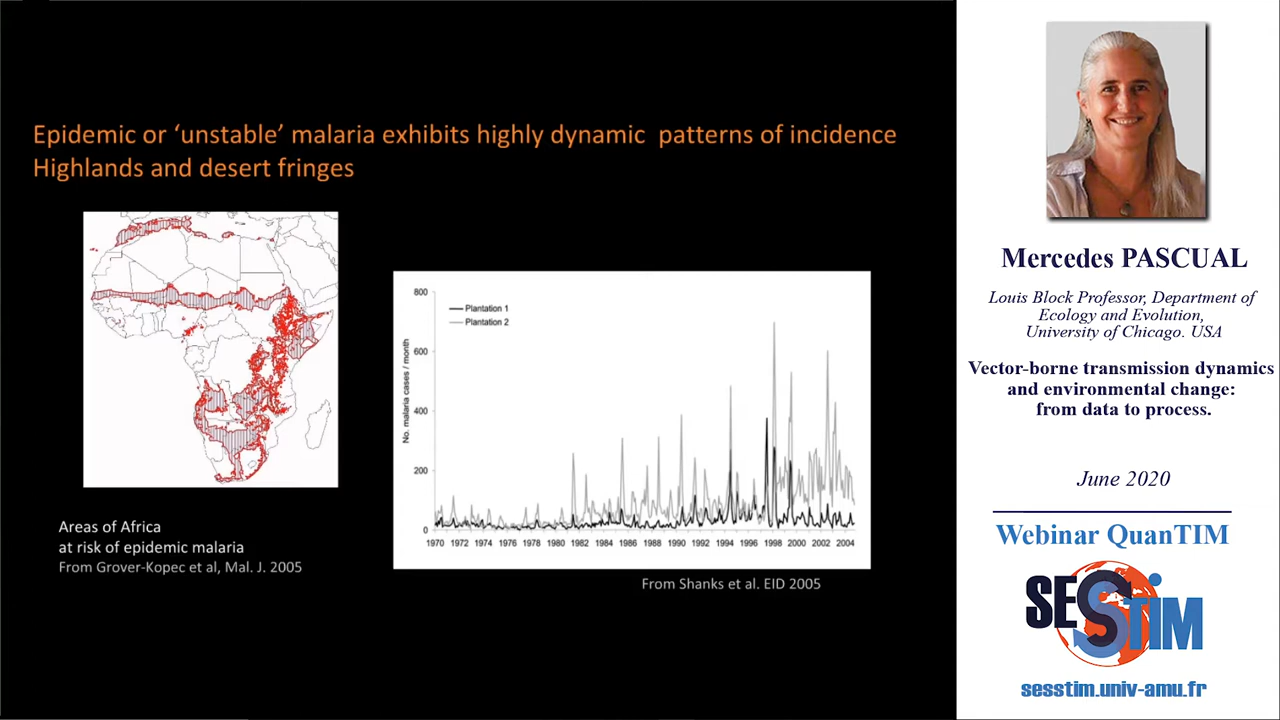 Epidemic or ‘unstable’ malaria exhibits highly dynamic patterns of incidence
Highlands and desert fringes
Areas of Africa
at risk of epidemic malaria
From Grover-Kopec et al, Mal. J. 2005
800
600
400
200
0
No. malaria cases / month
Plantation 1
Plantation 2
1970 1972 1974 1976 1978 1980 1982 1984 1986 1988 1990 1992 1994 1996 1998 2000 2002 2004
From Shanks et al. EID 2005
Mercedes PASCUAL
Louis Block Professor, Department of
Ecology and Evolution,
University of Chicago. USA
Vector-borne transmission dynamics
and environmental change:
from data to process.
June 2020
Webinar QuanTIM
SESSTIM
sesstim.univ-amu.fr